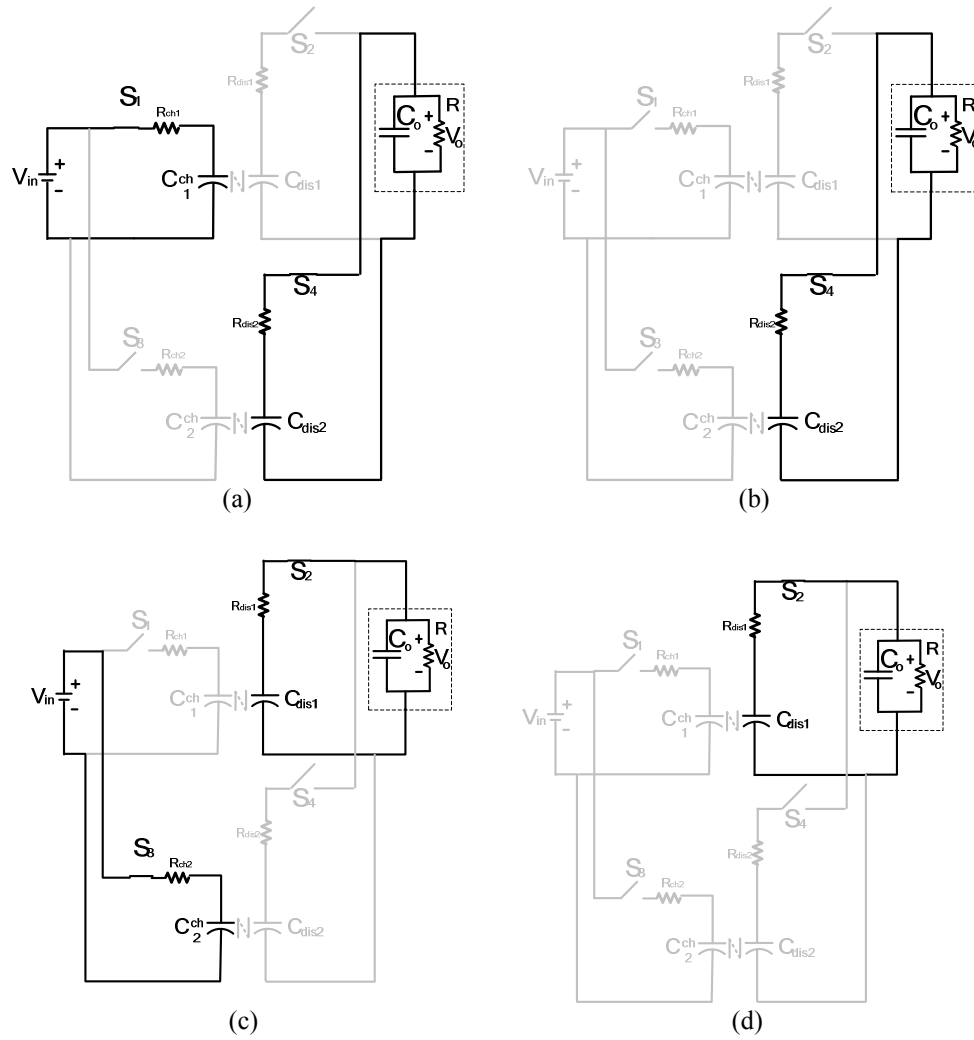 S2
Rdis1
S1
Rch1
R
Co
+
Vo
-
Vin
+
-
Cch1
Cdis1
S4
Rdis2
S3
Rch2
Cch2
Cdis2
(a)
S2
Rdis1
S1
Rch1
R
Co
+
Vo
-
Vin
+
-
Cch1
Cdis1
S4
Rdis2
S3
Rch2
Cch2
Cdis2
(b)
S2
Rdis1
S1
Rch1
R
Co
+
Vo
-
Vin
+
-
Cch1
Cdis1
S4
Rdis2
S3
Rch2
Cch2
Cdis2
(c)
S2
Rdis1
S1
Rch1
R
Co
+
Vo
-
Vin
+
-
Cch1
Cdis1
S4
Rdis2
S3
Rch2
Cch2
Cdis2
(d)